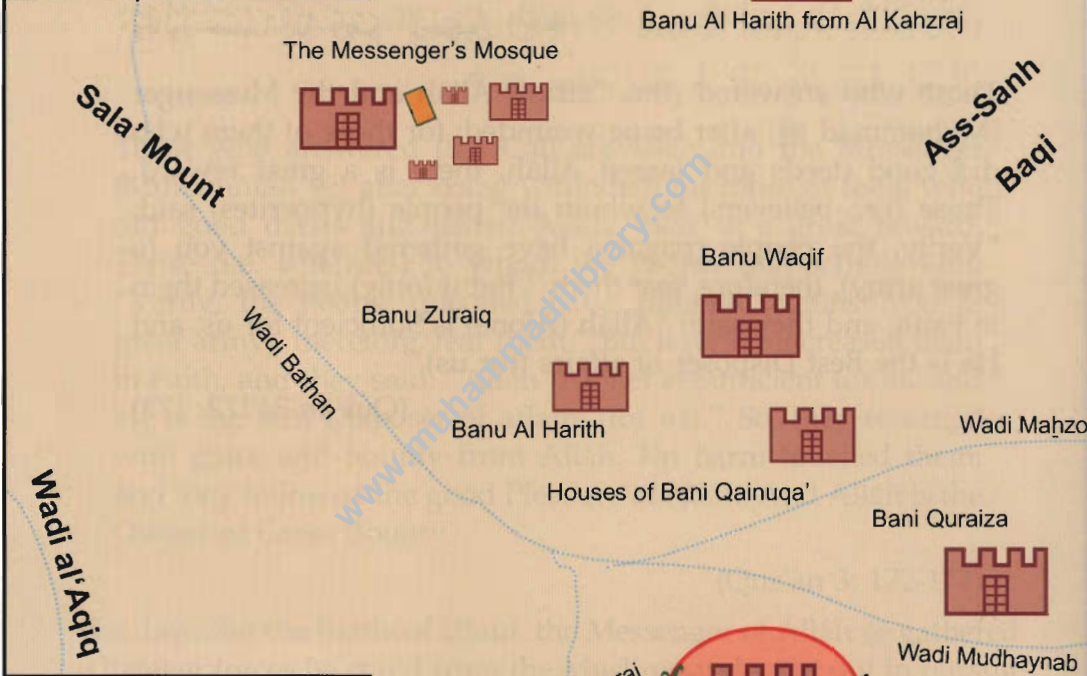 Banu Al Harith from Al Kahzraj
The Messenger's Mosque
Sala' Mount
Ass-Sanh
Baqi
Banu Waqif
Banu Zuraiq
Wadi Bathan
Banu Al Harith
Wadi Maḥzo
Houses of Bani Qainuqa'
Bani Quraiza
Wadi al'Aqiq
Wadi Mudhaynab
www.muhammadilibrary.com